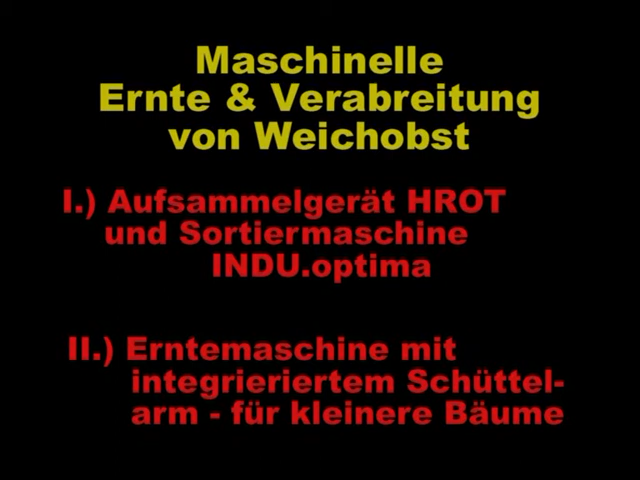 Maschinelle
Ernte & Verabreitung
von Weichobst
I.) Aufsammelgerät HROT
und Sortiermaschine
INDU.optima
II.) Erntemaschine mit
integrieriertem Schüttel-
arm - für kleinere Bäume